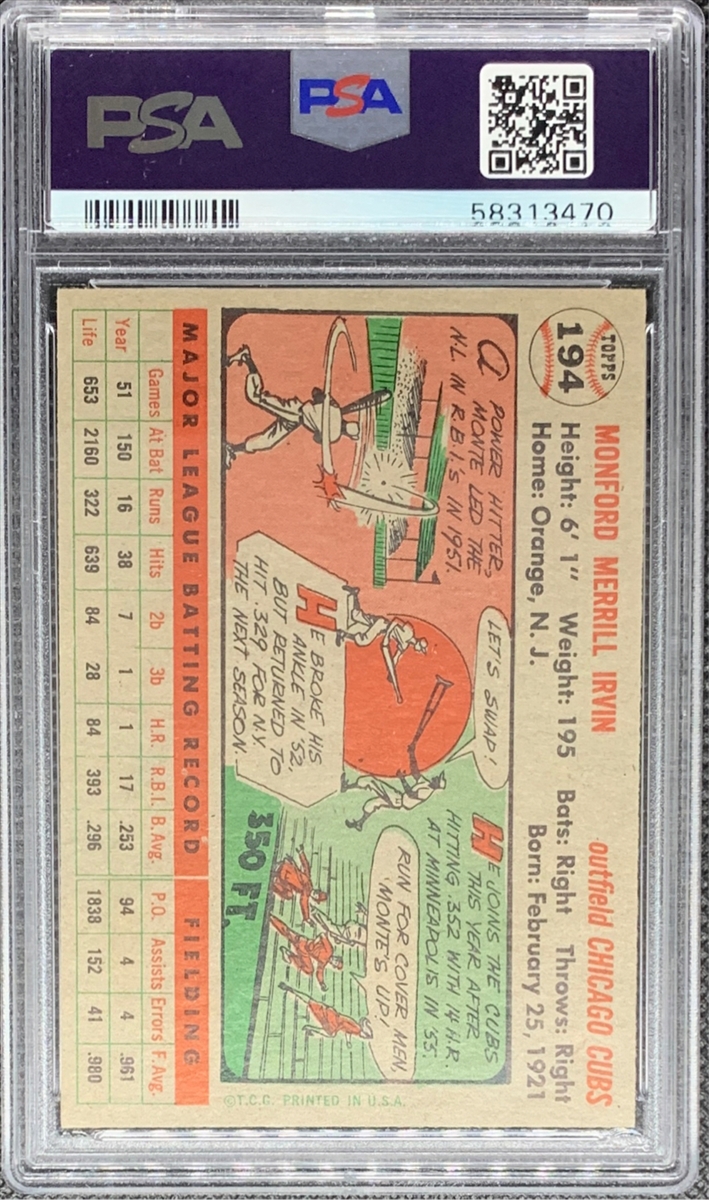 PSA
PSA
58313470
TOPPS
194
MONFORD MERRILL IRVIN
outfield CHICAGO CUBS
Height: 6' 1" Weight: 195 Bats: Right Throws: Right
Home: Orange, N. J. Born: February 25, 1921
A POWER HITTER,
MONTE LED THE
N.L. IN R.B.I.S IN 1951.
LET'S SWAP!
HE BROKE HIS
ANKLE IN '52,
BUT RETURNED TO
HIT .329 FOR N.Y.
THE NEXT SEASON.
HE JOINS THE CUBS
THIS YEAR AFTER
HITTING .352 WITH 14 H.R.
AT MINNEAPOLIS IN '55.
RUN FOR COVER MEN,
'MONTE'S UP!
350 FT.
MAJOR LEAGUE BATTING RECORD FIELDING
Games At Bat Runs Hits 2b 3b H.R. R.B.I. B.Avg. P.O. Assists Errors F.Avg.
Year 51 150 16 38 7 1 1 17 .253 94 4 4 .961
Life 653 2160 322 639 84 28 84 393 .296 1838 152 41 .980
©T.C.G. PRINTED IN U.S.A.